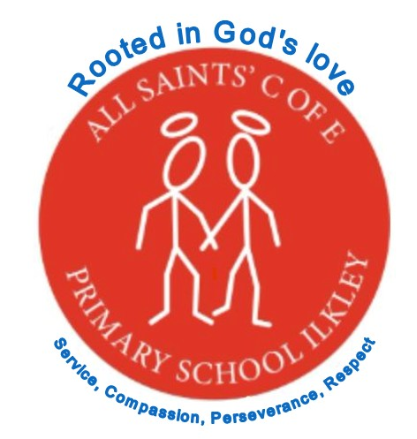 Rooted in God's love
ALL SAINTS' C OF E
PRIMARY SCHOOL ILKLEY
Service, Compassion, Perseverance, Respect